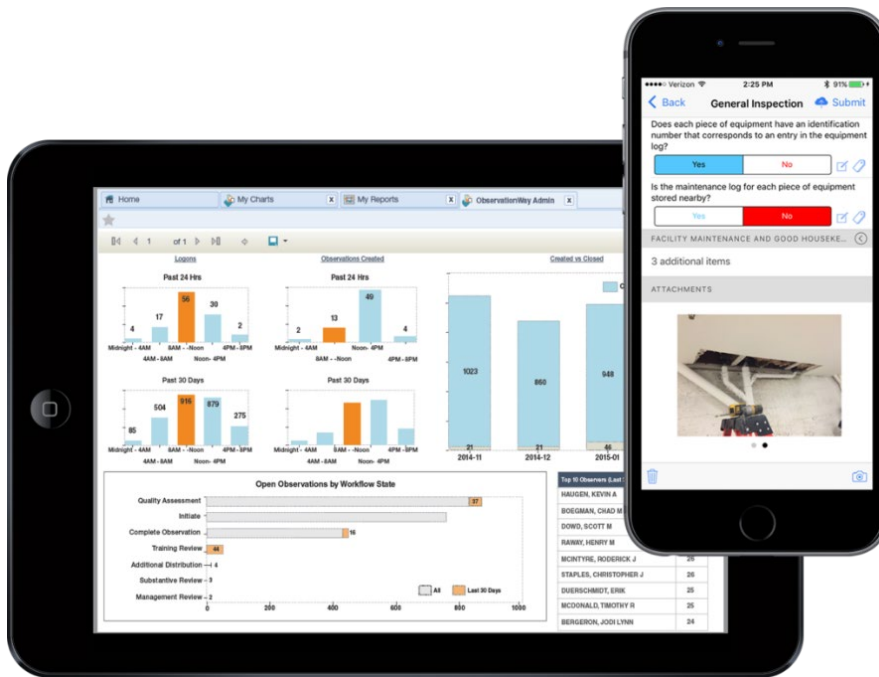 Home
My Charts
X
My Reports
X
ObservationWay Admin
X
1
of 1
Logons
Past 24 Hrs
56
17
30
4
2
Midnight - 4AM
8AM - -Noon
4PM - 8PM
4AM - 8AM
Noon- 4PM
Past 30 Days
916
879
504
275
85
Midnight - 4AM
8AM - -Noon
4PM - 8PM
4AM - 8AM
Noon- 4PM
Observations Created
Past 24 Hrs
49
13
2
4
Midnight - 4AM
Noon- 4PM
8AM - -Noon
4PM - 8PM
Past 30 Days
Midnight - 4AM
8AM - -Noon
4PM - 8PM
4AM - 8AM
Noon- 4PM
Created vs Closed
1023
860
948
21
21
46
2014-11
2014-12
2015-01
Open Observations by Workflow State
Quality Assessment
37
Initiate
Complete Observation
16
Training Review
44
Additional Distribution
4
Substantive Review
3
Management Review
2
All
Last 30 Days
0
200
400
600
800
1000
Top 10 Observers (Last
HAUGEN, KEVIN A
BOEGMAN, CHAD M
DOWD, SCOTT M
RAWAY, HENRY M
MCINTYRE, RODERICK J
STAPLES, CHRISTOPHER J
26
DUERSCHMIDT, ERIK
25
MCDONALD, TIMOTHY R
25
BERGERON, JODI LYNN
24
Verizon
2:25 PM
91%
Back
General Inspection
Submit
Does each piece of equipment have an identification
number that corresponds to an entry in the equipment
log?
Yes
No
Is the maintenance log for each piece of equipment
stored nearby?
Yes
No
FACILITY MAINTENANCE AND GOOD HOUSEKE...
3 additional items
ATTACHMENTS